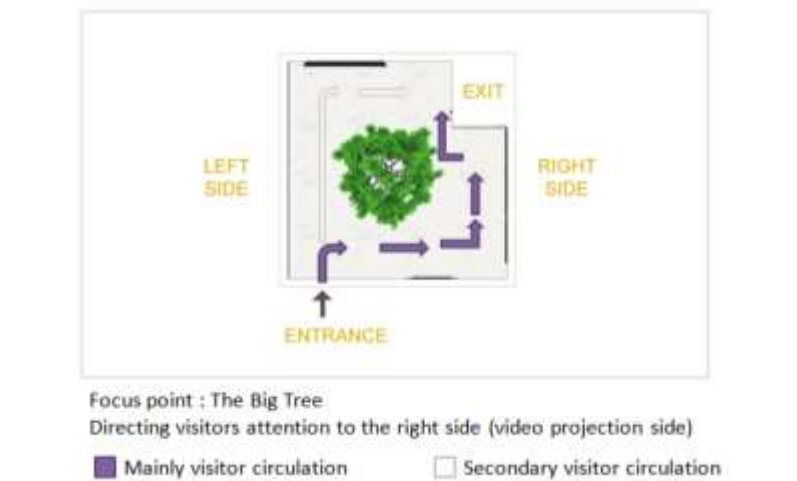 EXIT
LEFT
SIDE
RIGHT
SIDE
ENTRANCE
Focus point : The Big Tree
Directing visitors attention to the right side (video projection side)
Mainly visitor circulation
Secondary visitor circulation